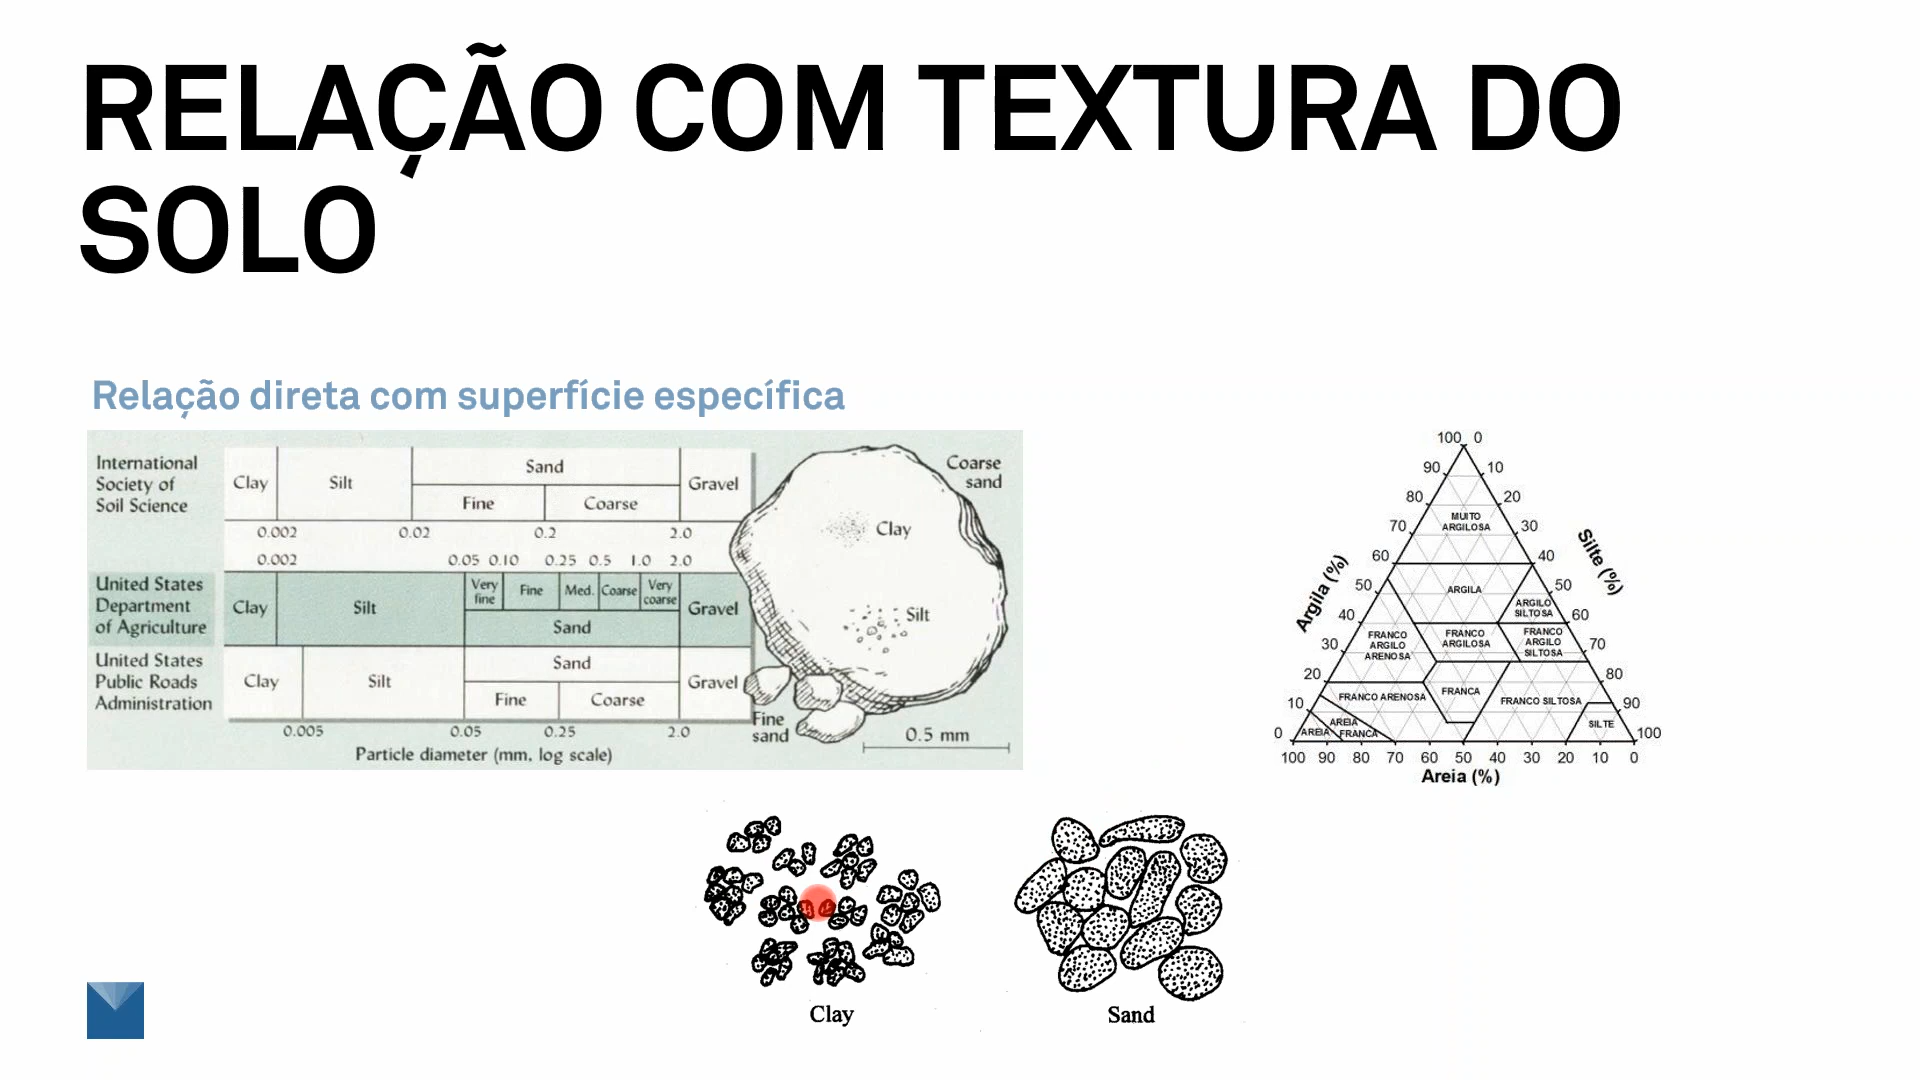 RELAÇÃO COM TEXTURA DO
SOLO
Relação direta com superfície específica
International
Society of
Soil Science
Clay
Silt
Sand
Fine
Coarse
Gravel
0.002
0.02
0.2
2.0
0.002
0.05
0.10
0.25
0.5
1.0
2.0
United States
Department
of Agriculture
Clay
Silt
Very
fine
Fine
Med.
Coarse
Very
coarse
Sand
Gravel
United States
Public Roads
Administration
Clay
Silt
Sand
Fine
Coarse
Gravel
0.005
0.05
0.25
2.0
Particle diameter (mm, log scale)
Coarse
sand
Clay
Silt
Fine
sand
0.5 mm
100
90
80
70
60
50
40
30
20
10
0
Argila (%)
0
10
20
30
40
50
60
70
80
90
100
Silte (%)
MUITO
ARGILOSA
ARGILA
ARGILO
SILTOSA
FRANCO
ARGILO
ARENOSA
FRANCO
ARGILOSA
FRANCO
ARGILO
SILTOSA
FRANCO ARENOSA
FRANCA
FRANCO SILTOSA
AREIA
AREIA
FRANCA
SILTE
100 90 80 70 60 50 40 30 20 10 0
Areia (%)
Clay
Sand